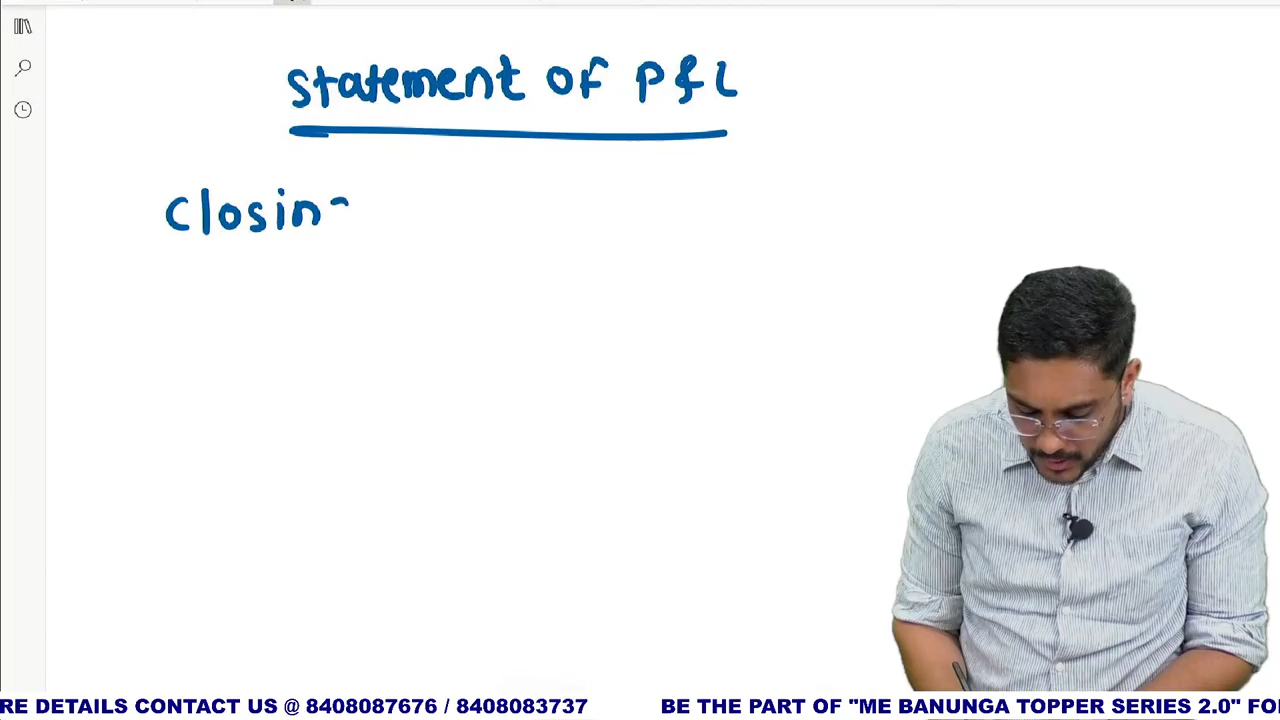 Statement of P & L
Closin
RE DETAILS CONTACT US @ 8408087676 / 8408083737 BE THE PART OF "ME BANUNGA TOPPER SERIES 2.0" FO